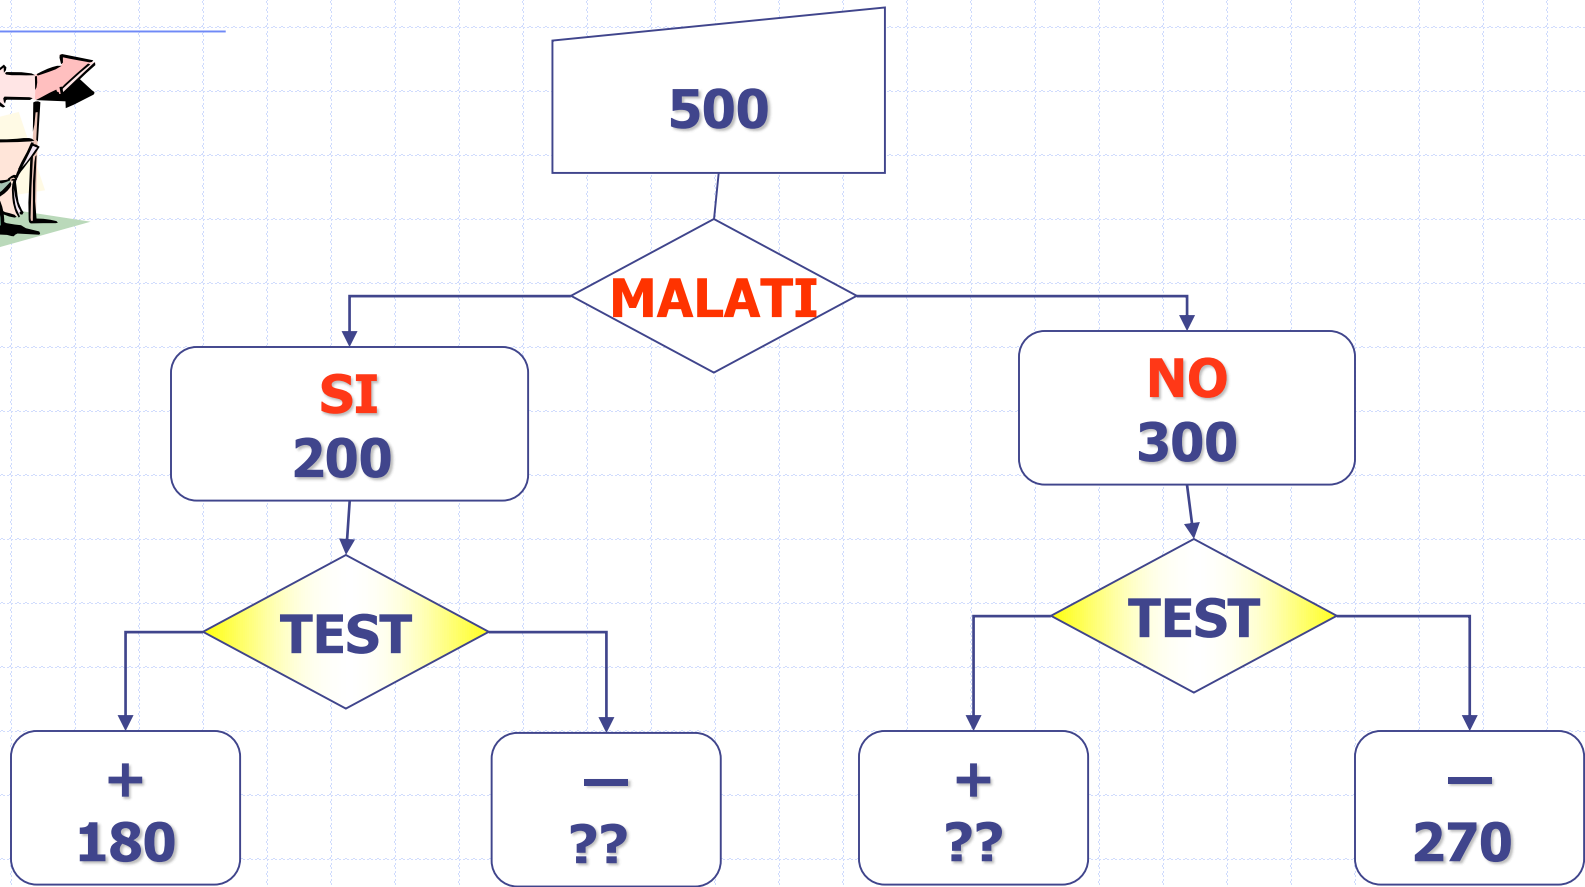 500
MALATI
SI
200
NO
300
TEST
TEST
+
180
—
??
+
??
—
270